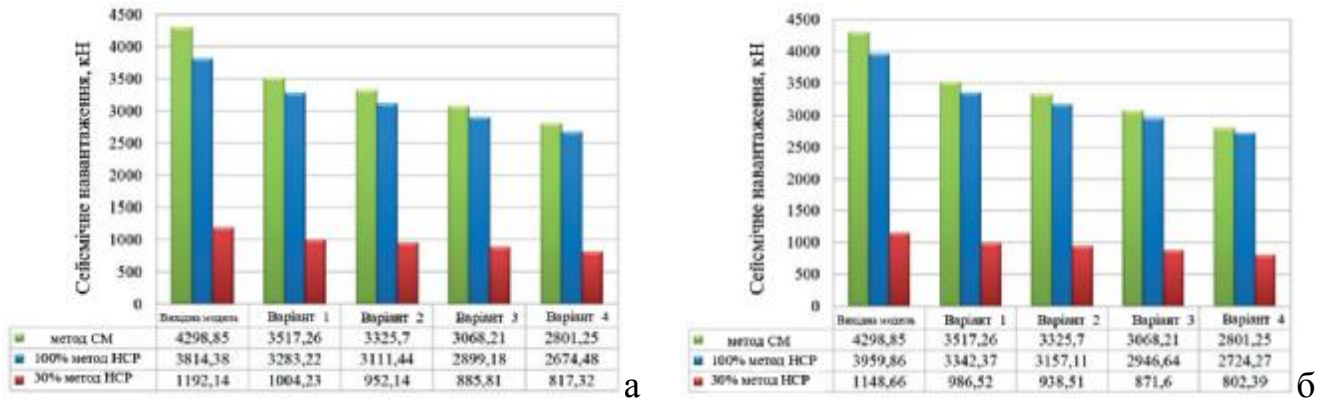 Сейсмічне навантаження, кН
4500
4000
3500
3000
2500
2000
1500
1000
500
0
Вихідна модель Варіант 1 Варіант 2 Варіант 3 Варіант 4
метод СМ 4298,85 3517,26 3325,7 3068,21 2801,25
100% метод НСР 3814,38 3283,22 3111,44 2899,18 2674,48
30% метод НСР 1192,14 1004,23 952,14 885,81 817,32
а
Сейсмічне навантаження, кН
4500
4000
3500
3000
2500
2000
1500
1000
500
0
Вихідна модель Варіант 1 Варіант 2 Варіант 3 Варіант 4
метод СМ 4298,85 3517,26 3325,7 3068,21 2801,25
100% метод НСР 3959,86 3342,37 3157,11 2946,64 2724,27
30% метод НСР 1148,66 986,52 938,51 871,6 802,39
б